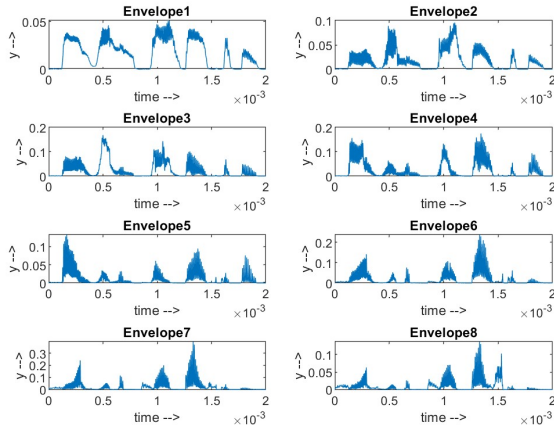 Envelope1 Envelope2
0.05 0.1
y --> 0.05
y -->
0 0
0 0.5 1 1.5 2 0 0.5 1 1.5 2
time --> ×10-3 time --> ×10-3
Envelope3 Envelope4
0.2 0.2
y --> 0.1 y --> 0.1
0 0
0 0.5 1 1.5 2 0 0.5 1 1.5 2
time --> ×10-3 time --> ×10-3
Envelope5 Envelope6
0.1 0.2
y --> 0.05 y --> 0.1
0 0
0 0.5 1 1.5 2 0 0.5 1 1.5 2
time --> ×10-3 time --> ×10-3
Envelope7 Envelope8
0.3 0.1
y --> 0.2 y --> 0.05
0.1
0 0
0 0.5 1 1.5 2 0 0.5 1 1.5 2
time --> ×10-3 time --> ×10-3